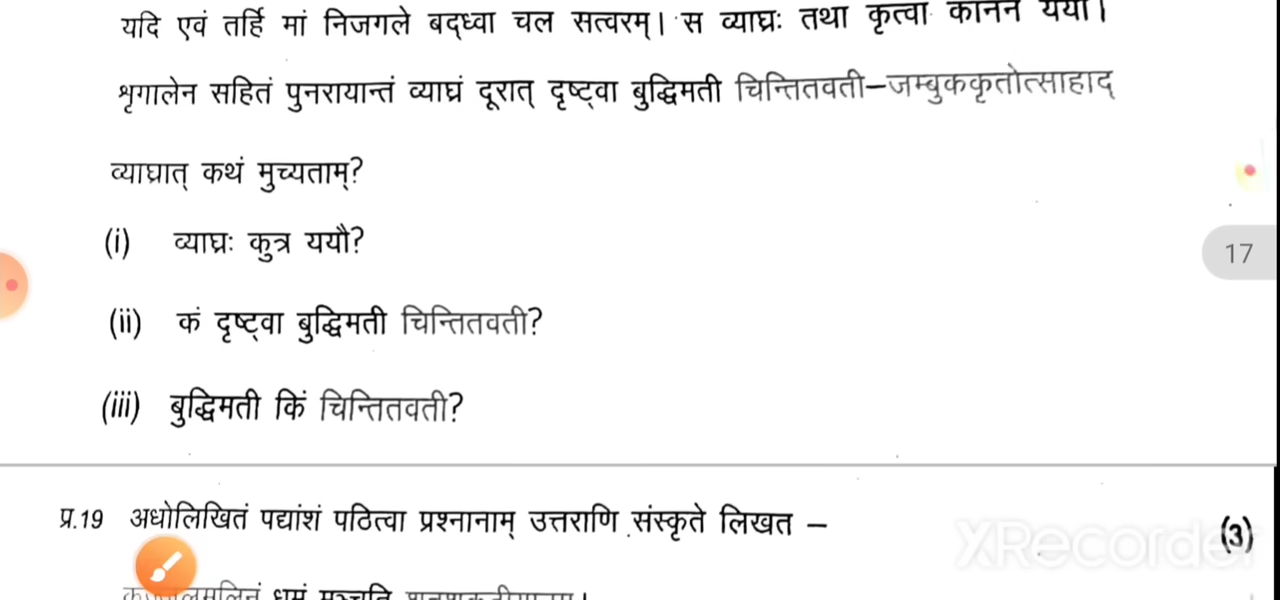 यदि एवं तर्हि मां निजगले बद्ध्वा चल सत्वरम्। स व्याघ्रः तथा कृत्वा काननं ययौ।
शृगालेन सहितं पुनरायान्तं व्याघ्रं दूरात् दृष्ट्वा बुद्धिमती चिन्तितवती–जम्बुककृतोत्साहाद्
व्याघ्रात् कथं मुच्यताम्?
(i) व्याघ्रः कुत्र ययौ?
17
(ii) कं दृष्ट्वा बुद्धिमती चिन्तितवती?
(iii) बुद्धिमती किं चिन्तितवती?
प्र.19 अधोलिखितं पद्यांशं पठित्वा प्रश्नानाम् उत्तराणि संस्कृते लिखत – (3)
XRecorder
धूमं मुञ्चति